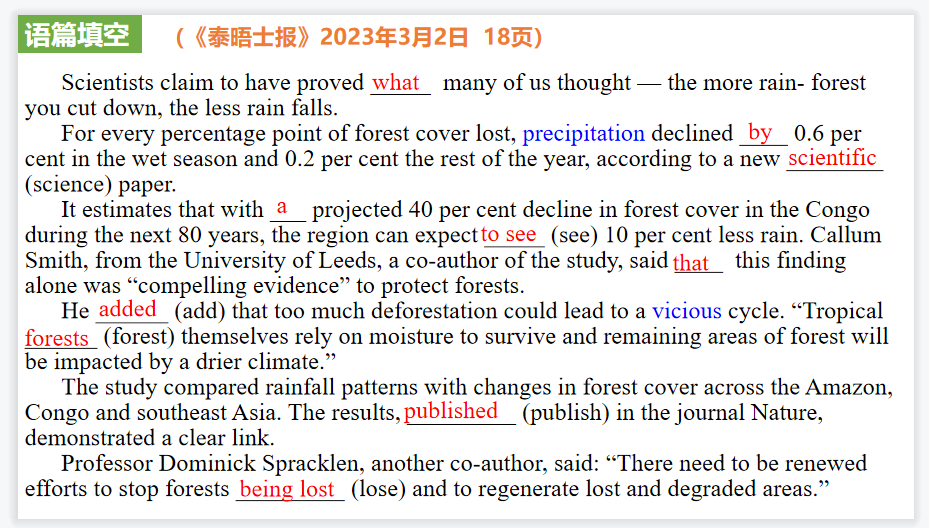 语篇填空 (《泰晤士报》2023年3月2日 18页)
Scientists claim to have proved what many of us thought — the more rain- forest
you cut down, the less rain falls.
For every percentage point of forest cover lost, precipitation declined by 0.6 per
cent in the wet season and 0.2 per cent the rest of the year, according to a new scientific
(science) paper.
It estimates that with a projected 40 per cent decline in forest cover in the Congo
during the next 80 years, the region can expect to see (see) 10 per cent less rain. Callum
Smith, from the University of Leeds, a co-author of the study, said that this finding
alone was “compelling evidence” to protect forests.
He added (add) that too much deforestation could lead to a vicious cycle. “Tropical
forests (forest) themselves rely on moisture to survive and remaining areas of forest will
be impacted by a drier climate.”
The study compared rainfall patterns with changes in forest cover across the Amazon,
Congo and southeast Asia. The results, published (publish) in the journal Nature,
demonstrated a clear link.
Professor Dominick Spracklen, another co-author, said: “There need to be renewed
efforts to stop forests being lost (lose) and to regenerate lost and degraded areas.”